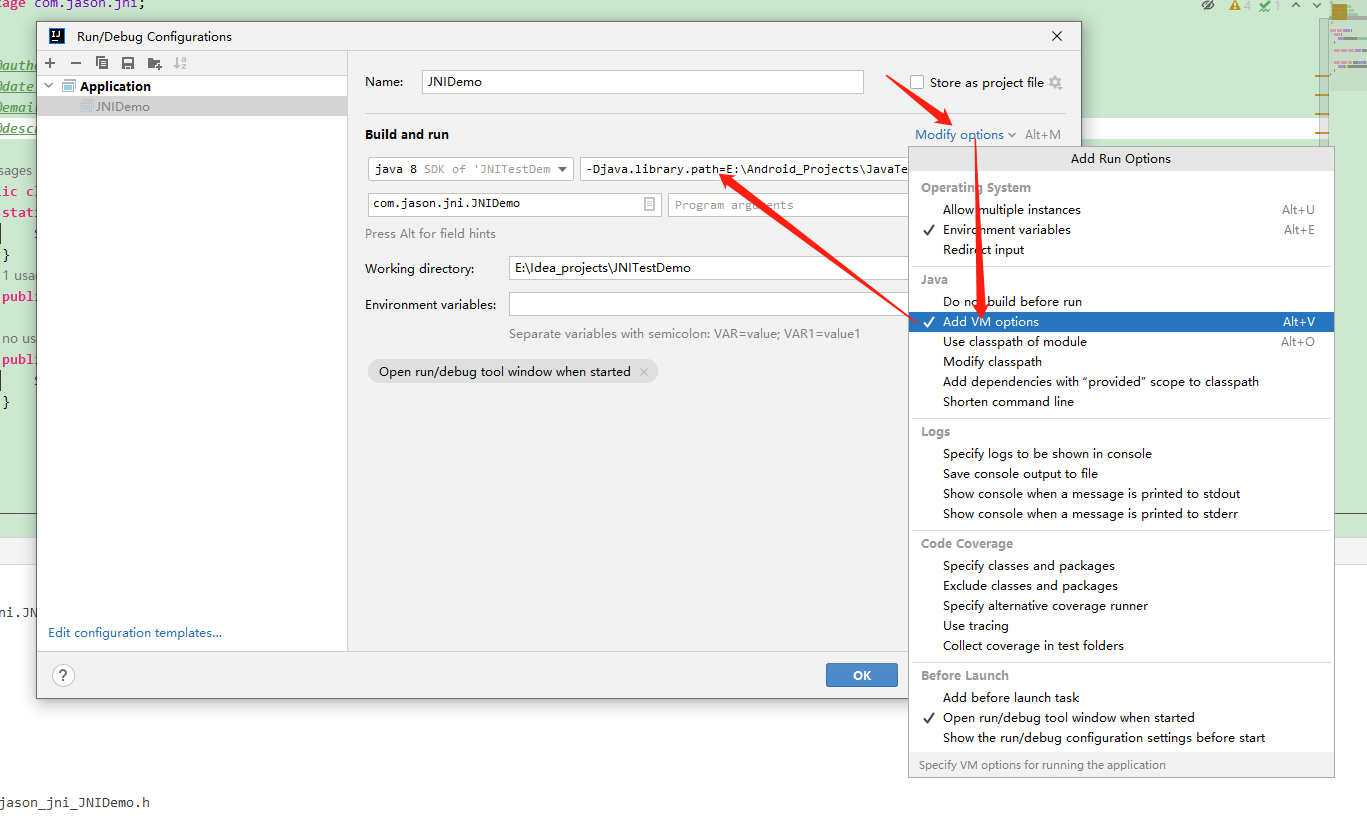 package com.jason.jni;
4
1
Run/Debug Configurations
Application
JNIDemo
Name:
JNIDemo
Store as project file
Build and run
Modify options
Alt+M
java 8 SDK of 'JNITestDem
-Djava.library.path=E:\Android_Projects\JavaTe
com.jason.jni.JNIDemo
Program arguments
Press Alt for field hints
Working directory:
E:\Idea_projects\JNITestDemo
Environment variables:
Separate variables with semicolon: VAR=value; VAR1=value1
Open run/debug tool window when started
Edit configuration templates...
?
OK
Add Run Options
Operating System
Allow multiple instances Alt+U
Environment variables Alt+E
Redirect input
Java
Do not build before run
Add VM options Alt+V
Use classpath of module Alt+O
Modify classpath
Add dependencies with “provided” scope to classpath
Shorten command line
Logs
Specify logs to be shown in console
Save console output to file
Show console when a message is printed to stdout
Show console when a message is printed to stderr
Code Coverage
Specify classes and packages
Exclude classes and packages
Specify alternative coverage runner
Use tracing
Collect coverage in test folders
Before Launch
Add before launch task
Open run/debug tool window when started
Show the run/debug configuration settings before start
Specify VM options for running the application
@date
}
1 usa
publi
no us
publi
}
ni.JN
jason_jni_JNIDemo.h